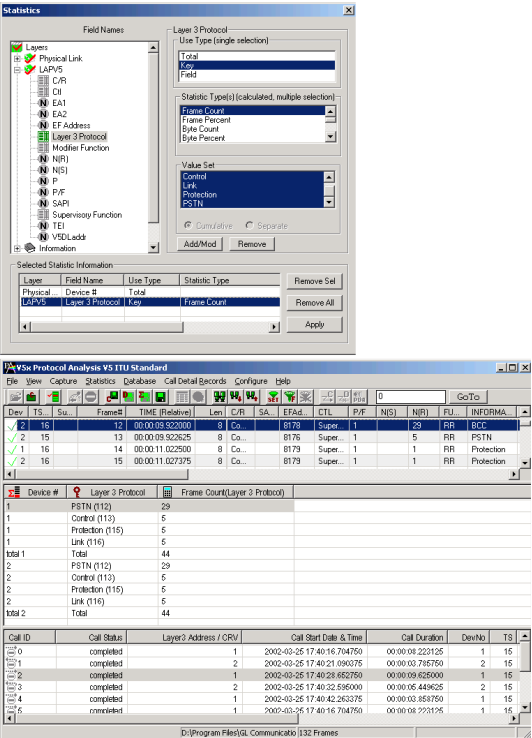 Statistics
Field Names
Layers
Physical Link
LAPV5
C/R
Ctl
EA1
EA2
EF Address
Layer 3 Protocol
Modifier Function
N(R)
N(S)
P
P/F
SAPI
Supervisory Function
TEI
V5DLaddr
Information
Layer 3 Protocol
Use Type (single selection)
Total
Key
Field
Statistic Type(s) (calculated, multiple selection)
Frame Count
Frame Percent
Byte Count
Byte Percent
Value Set
Control
Link
Protection
PSTN
Cumulative Separate
Add/Mod Remove
Selected Statistic Information
Layer Field Name Use Type Statistic Type
Physical ... Device # Total
LAPV5 Layer 3 Protocol Key Frame Count
Remove Sel
Remove All
Apply
V5x Protocol Analysis V5 ITU Standard
File View Capture Statistics Database Call Detail Records Configure Help
0 GoTo
Dev TS... Su... Frame# TIME (Relative) Len C/R SA... EFAd... CTL P/F N(S) N(R) FU... INFORMA...
2 16 12 00:00:09.922000 8 Co... 8178 Super... 1 29 RR BCC
2 16 13 00:00:09.922625 8 Co... 8176 Super... 1 5 RR PSTN
1 16 14 00:00:11.022500 8 Co... 8179 Super... 1 RR Protection
2 16 15 00:00:11.027375 8 Co... 8179 Super... 1 RR Protection
Device # Layer 3 Protocol Frame Count(Layer 3 Protocol)
1 PSTN (112) 29
1 Control (113) 5
1 Protection (115) 5
1 Link (116) 5
total 1 Total 44
2 PSTN (112) 29
2 Control (113) 5
2 Protection (115) 5
2 Link (116) 5
total 2 Total 44
Call ID Call Status Layer3 Address / CRV Call Start Date & Time Call Duration DevNo TS
0 completed 1 2002-03-25 17:40:16.704750 00:00:08.223125 1 15
1 completed 2 2002-03-25 17:40:21.090375 00:00:03.785750 2 15
2 completed 1 2002-03-25 17:40:28.652750 00:00:09.625000 1 15
3 completed 2 2002-03-25 17:40:32.595000 00:00:05.449625 2 15
4 completed 1 2002-03-25 17:40:42.263375 00:00:03.858750 1 15
5 completed 1 2002-03-25 17:40:16.704750 00:00:08.223125 1 15
D:\Program Files\GL Communicatio 132 Frames